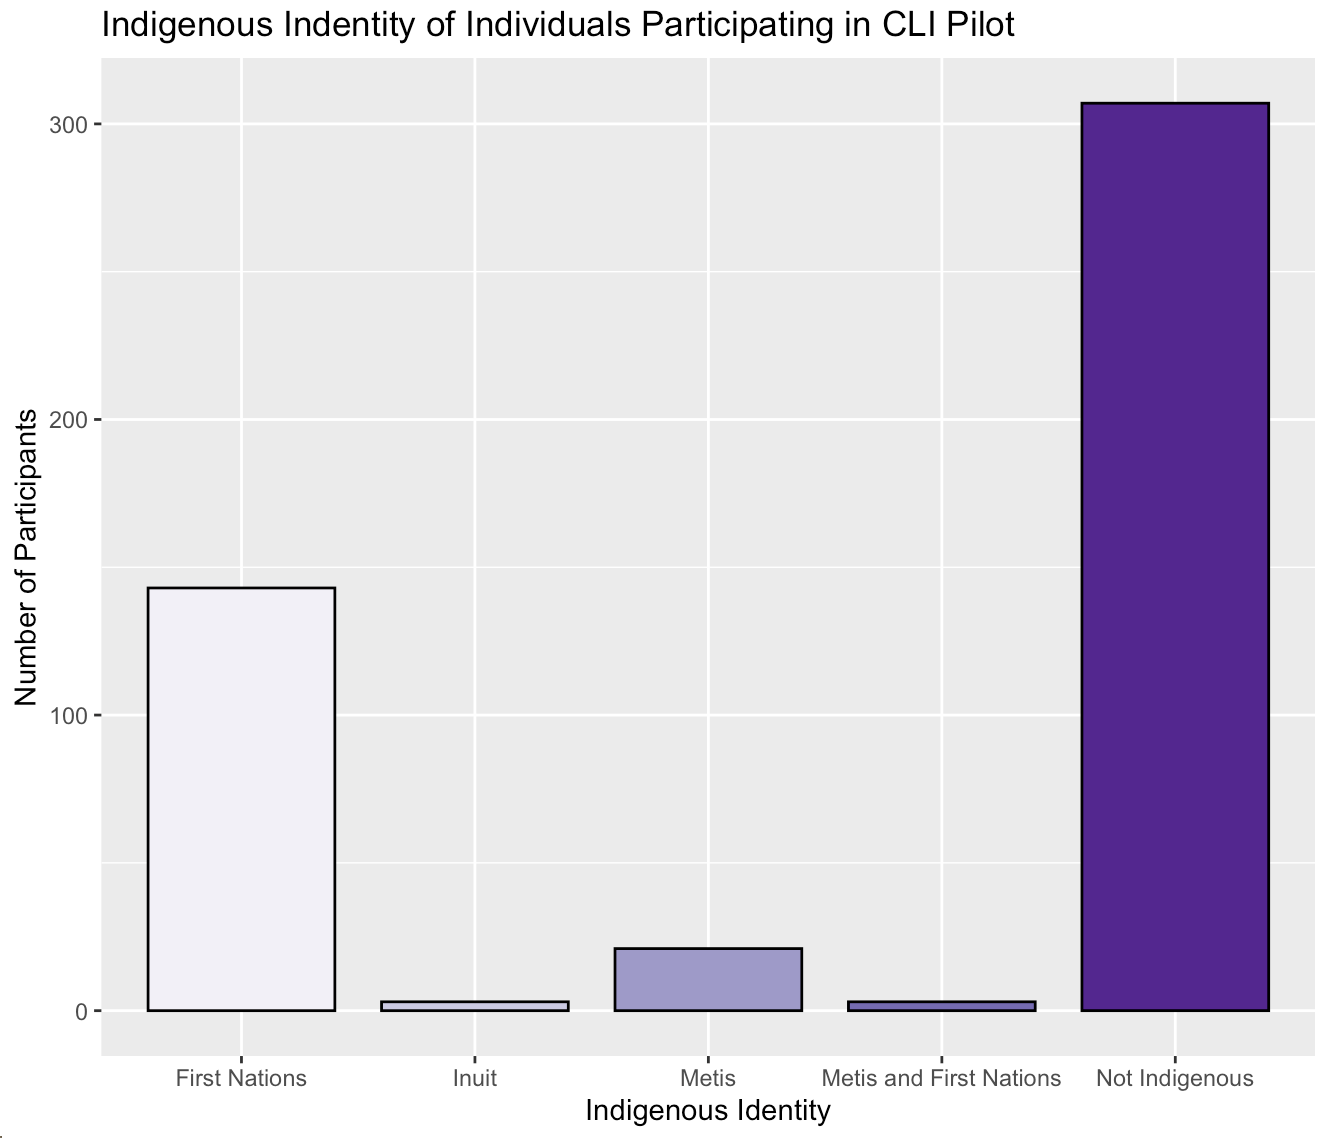 Indigenous Indentity of Individuals Participating in CLI Pilot
Number of Participants
300
200
100
0
First Nations
Inuit
Metis
Metis and First Nations
Not Indigenous
Indigenous Identity